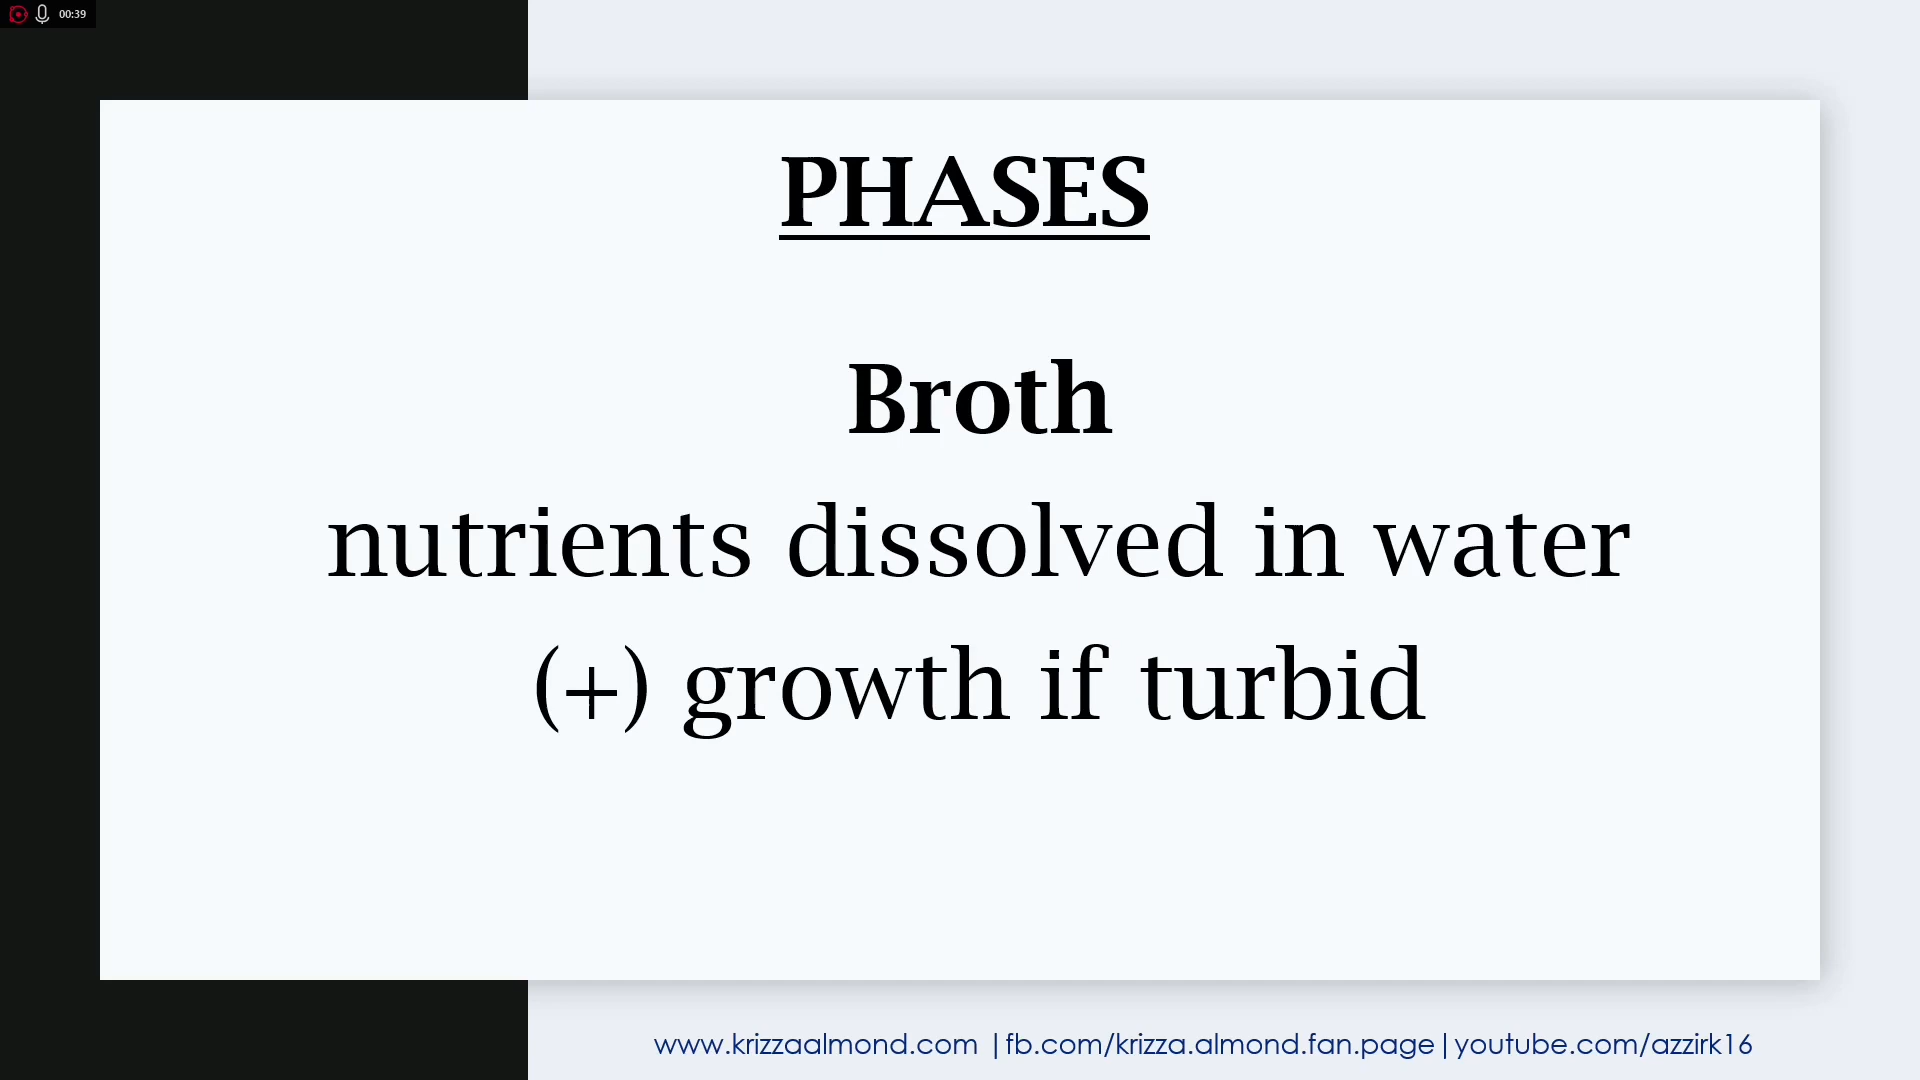 00:39
PHASES
Broth
nutrients dissolved in water
(+) growth if turbid
www.krizzaalmond.com | fb.com/krizza.almond.fan.page | youtube.com/azzirk16